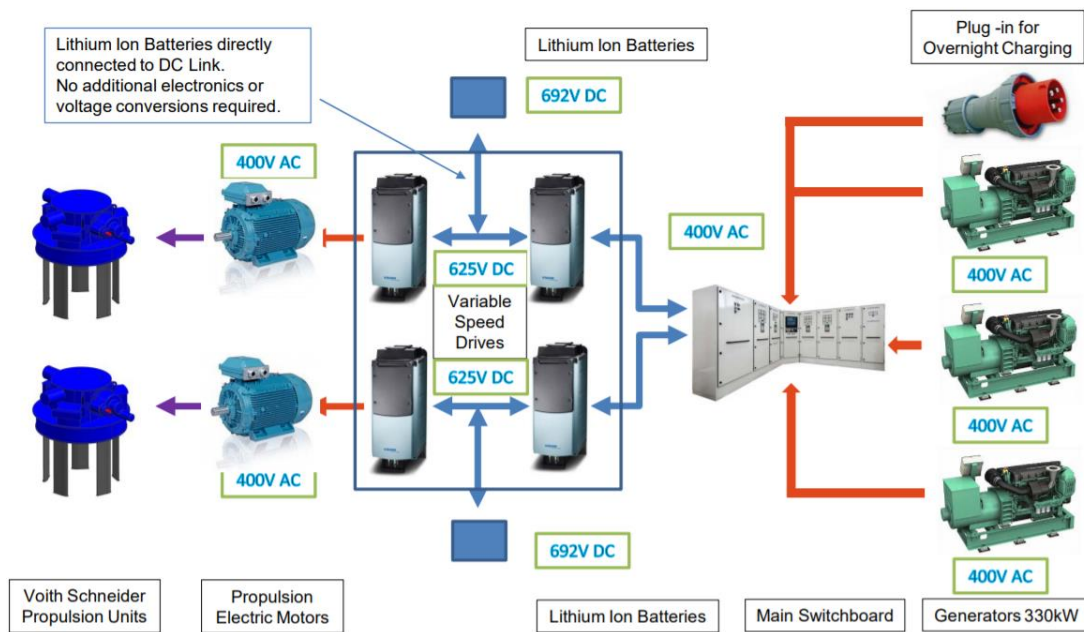 Lithium Ion Batteries directly
connected to DC Link.
No additional electronics or
voltage conversions required.
Lithium Ion Batteries
692V DC
Plug -in for
Overnight Charging
400V AC
400V AC
625V DC
Variable
Speed
Drives
625V DC
400V AC
400V AC
400V AC
692V DC
400V AC
Voith Schneider
Propulsion Units
Propulsion
Electric Motors
Lithium Ion Batteries
Main Switchboard
Generators 330kW